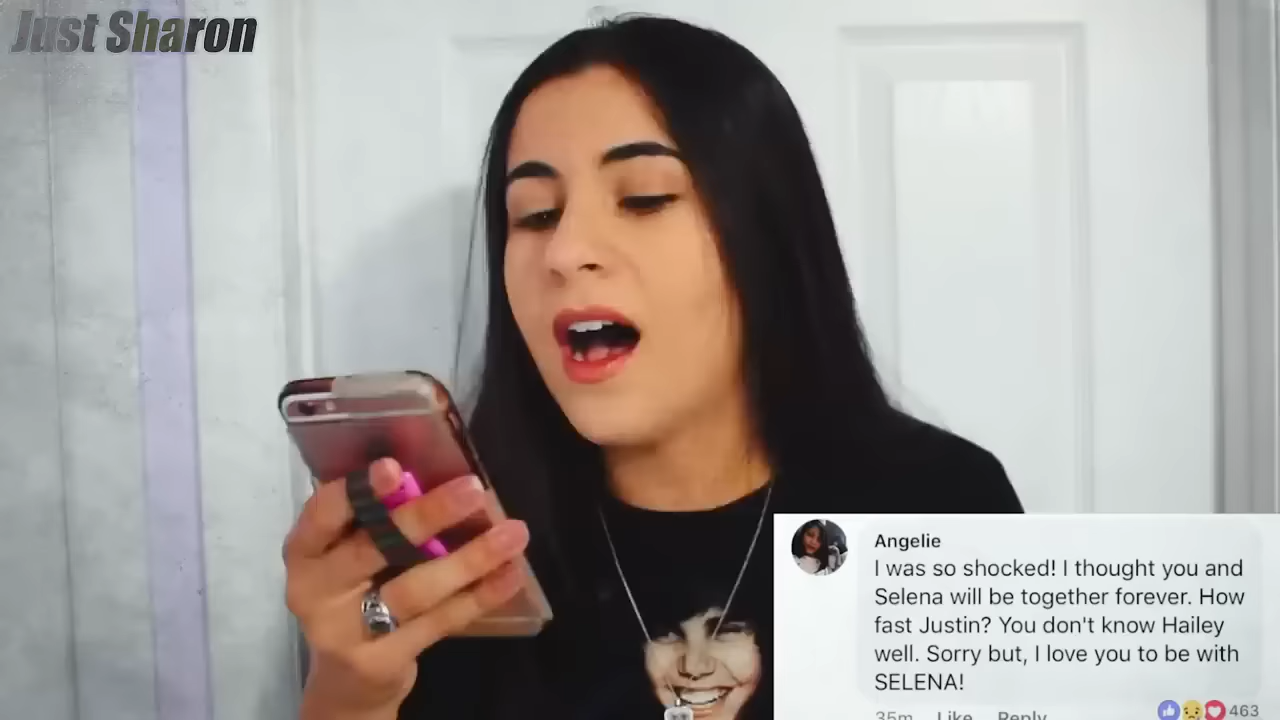 Just Sharon
Angelie
I was so shocked! I thought you and
Selena will be together forever. How
fast Justin? You don't know Hailey
well. Sorry but, I love you to be with
SELENA!
35m Like Reply 463